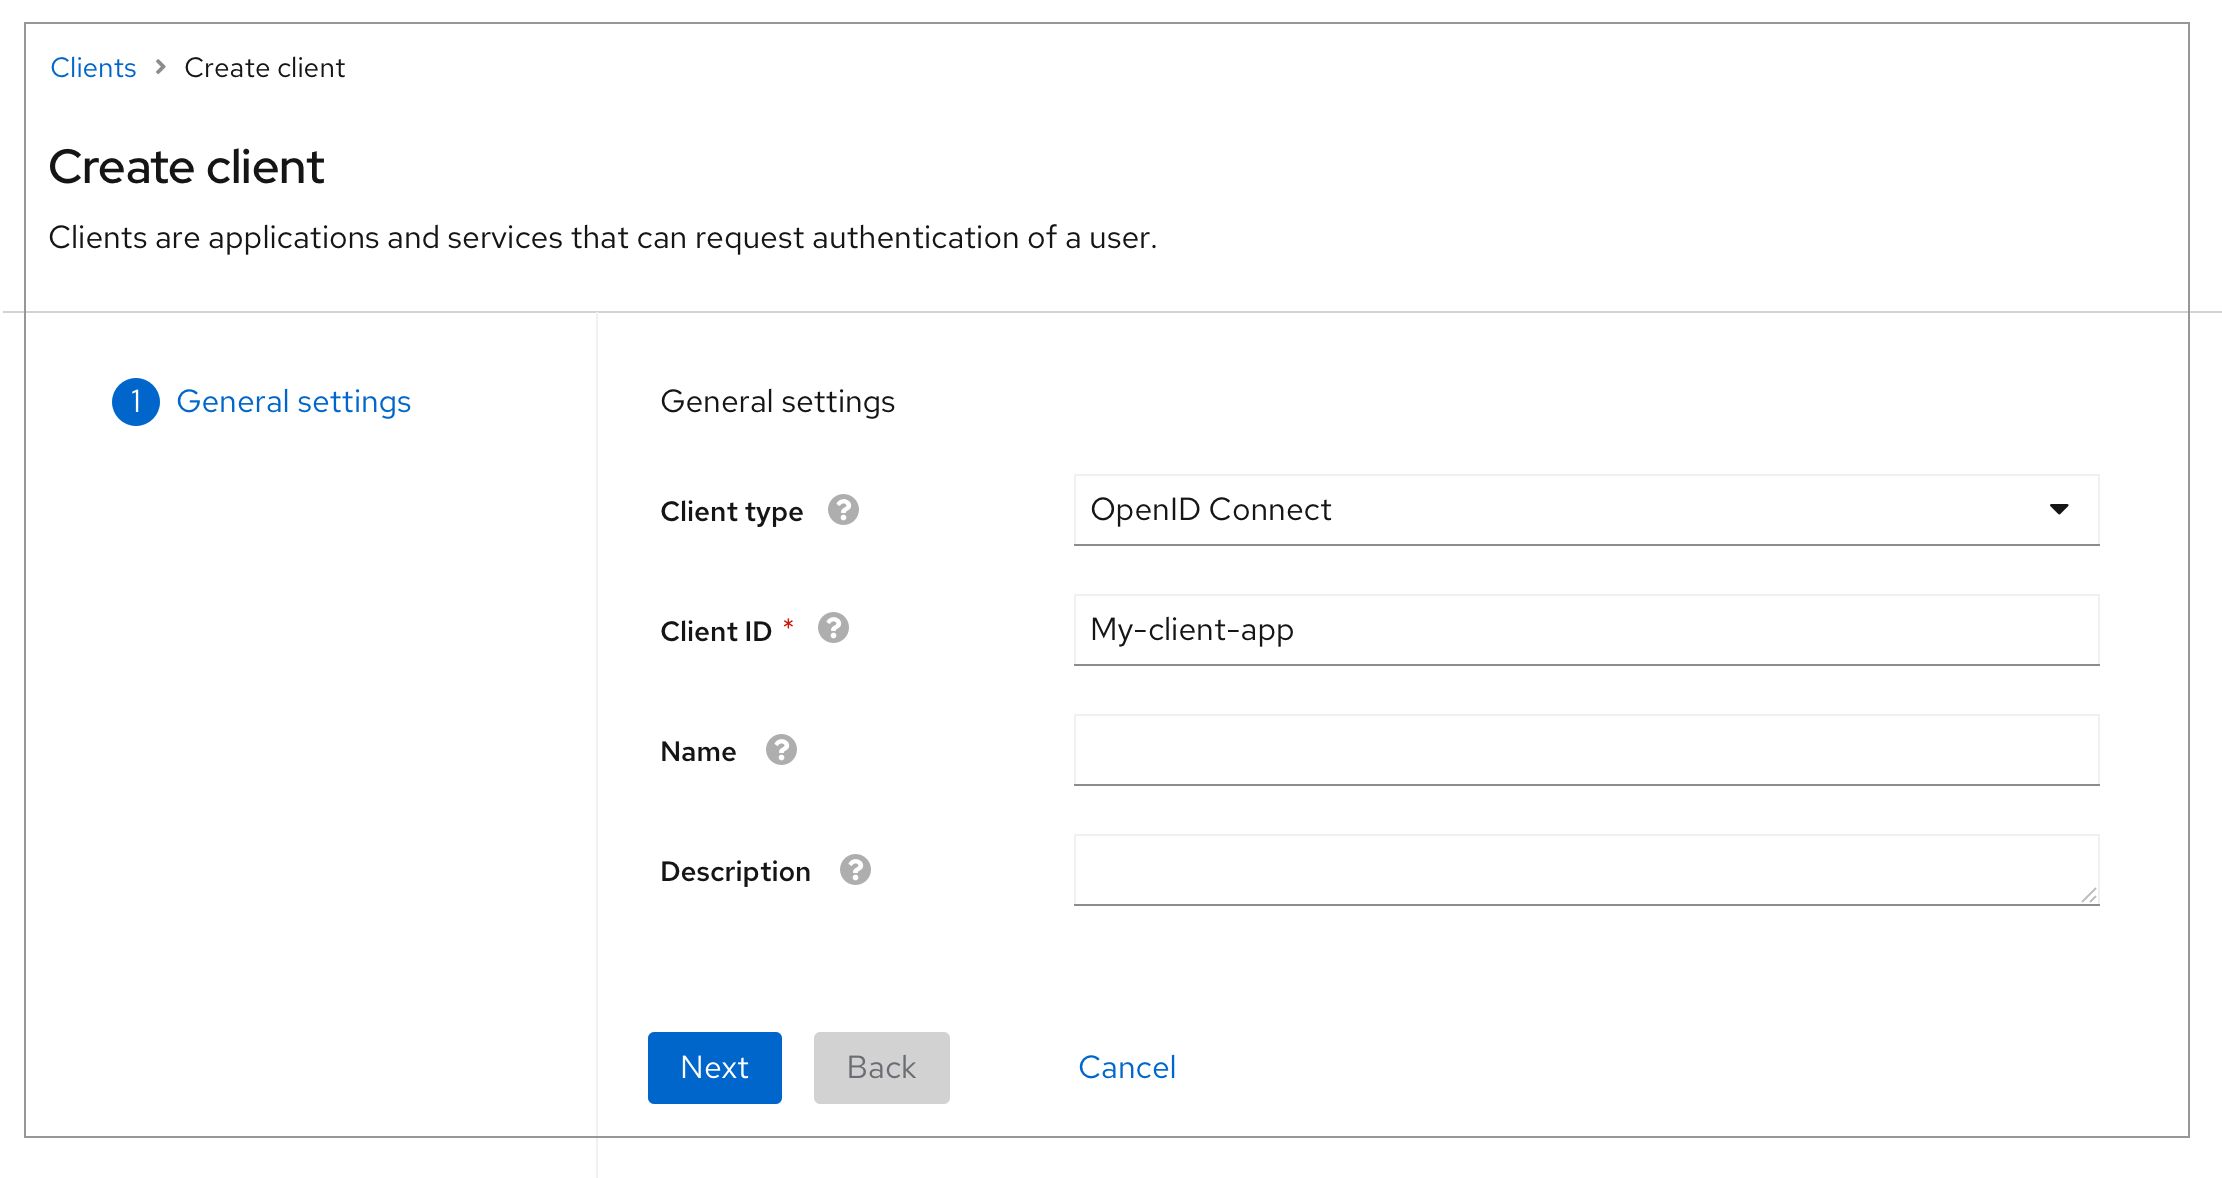 Clients > Create client
Create client
Clients are applications and services that can request authentication of a user.
1 General settings
General settings
Client type ?
OpenID Connect
Client ID * ?
My-client-app
Name ?
Description ?
Next Back Cancel